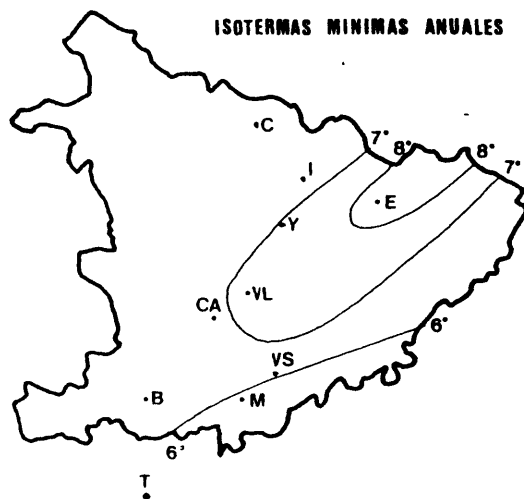 ISOTERMAS MINIMAS ANUALES
C
7°
8°
8°
7°
I
E
Y
VL
CA
6°
VS
B
M
6°
T